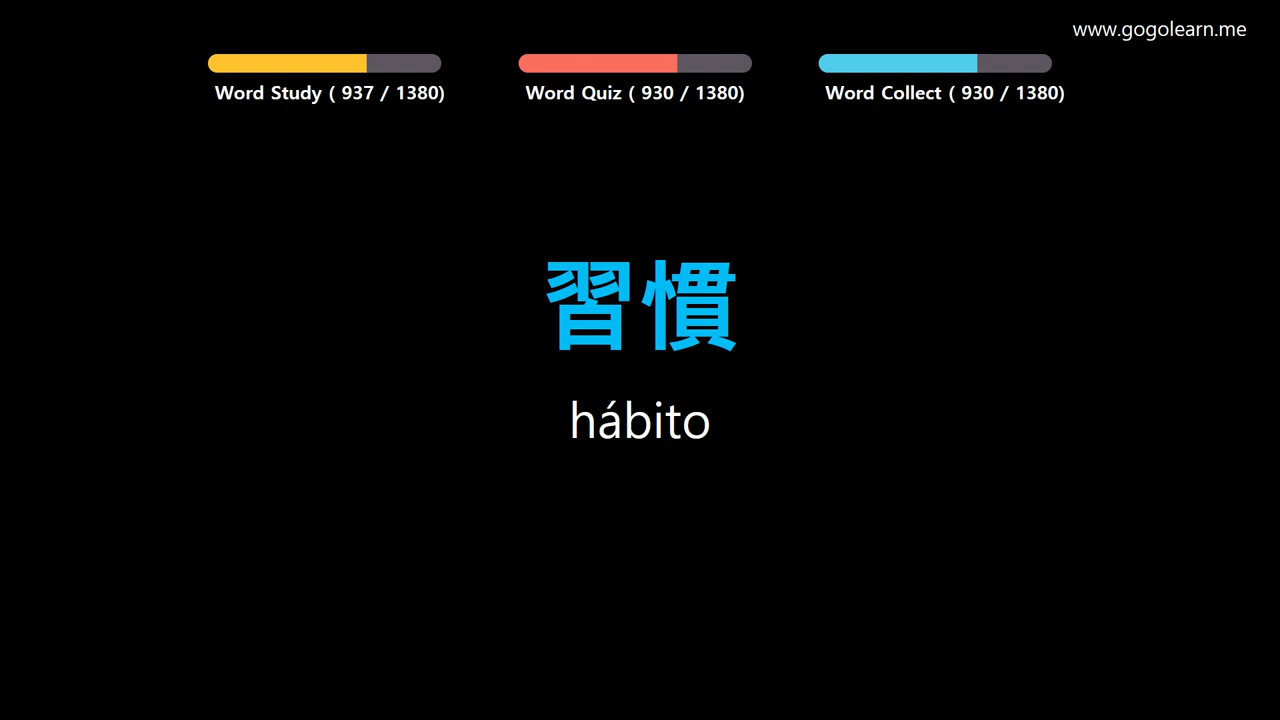 www.gogolearn.me
Word Study ( 937 / 1380)
Word Quiz ( 930 / 1380)
Word Collect ( 930 / 1380)
習慣
hábito